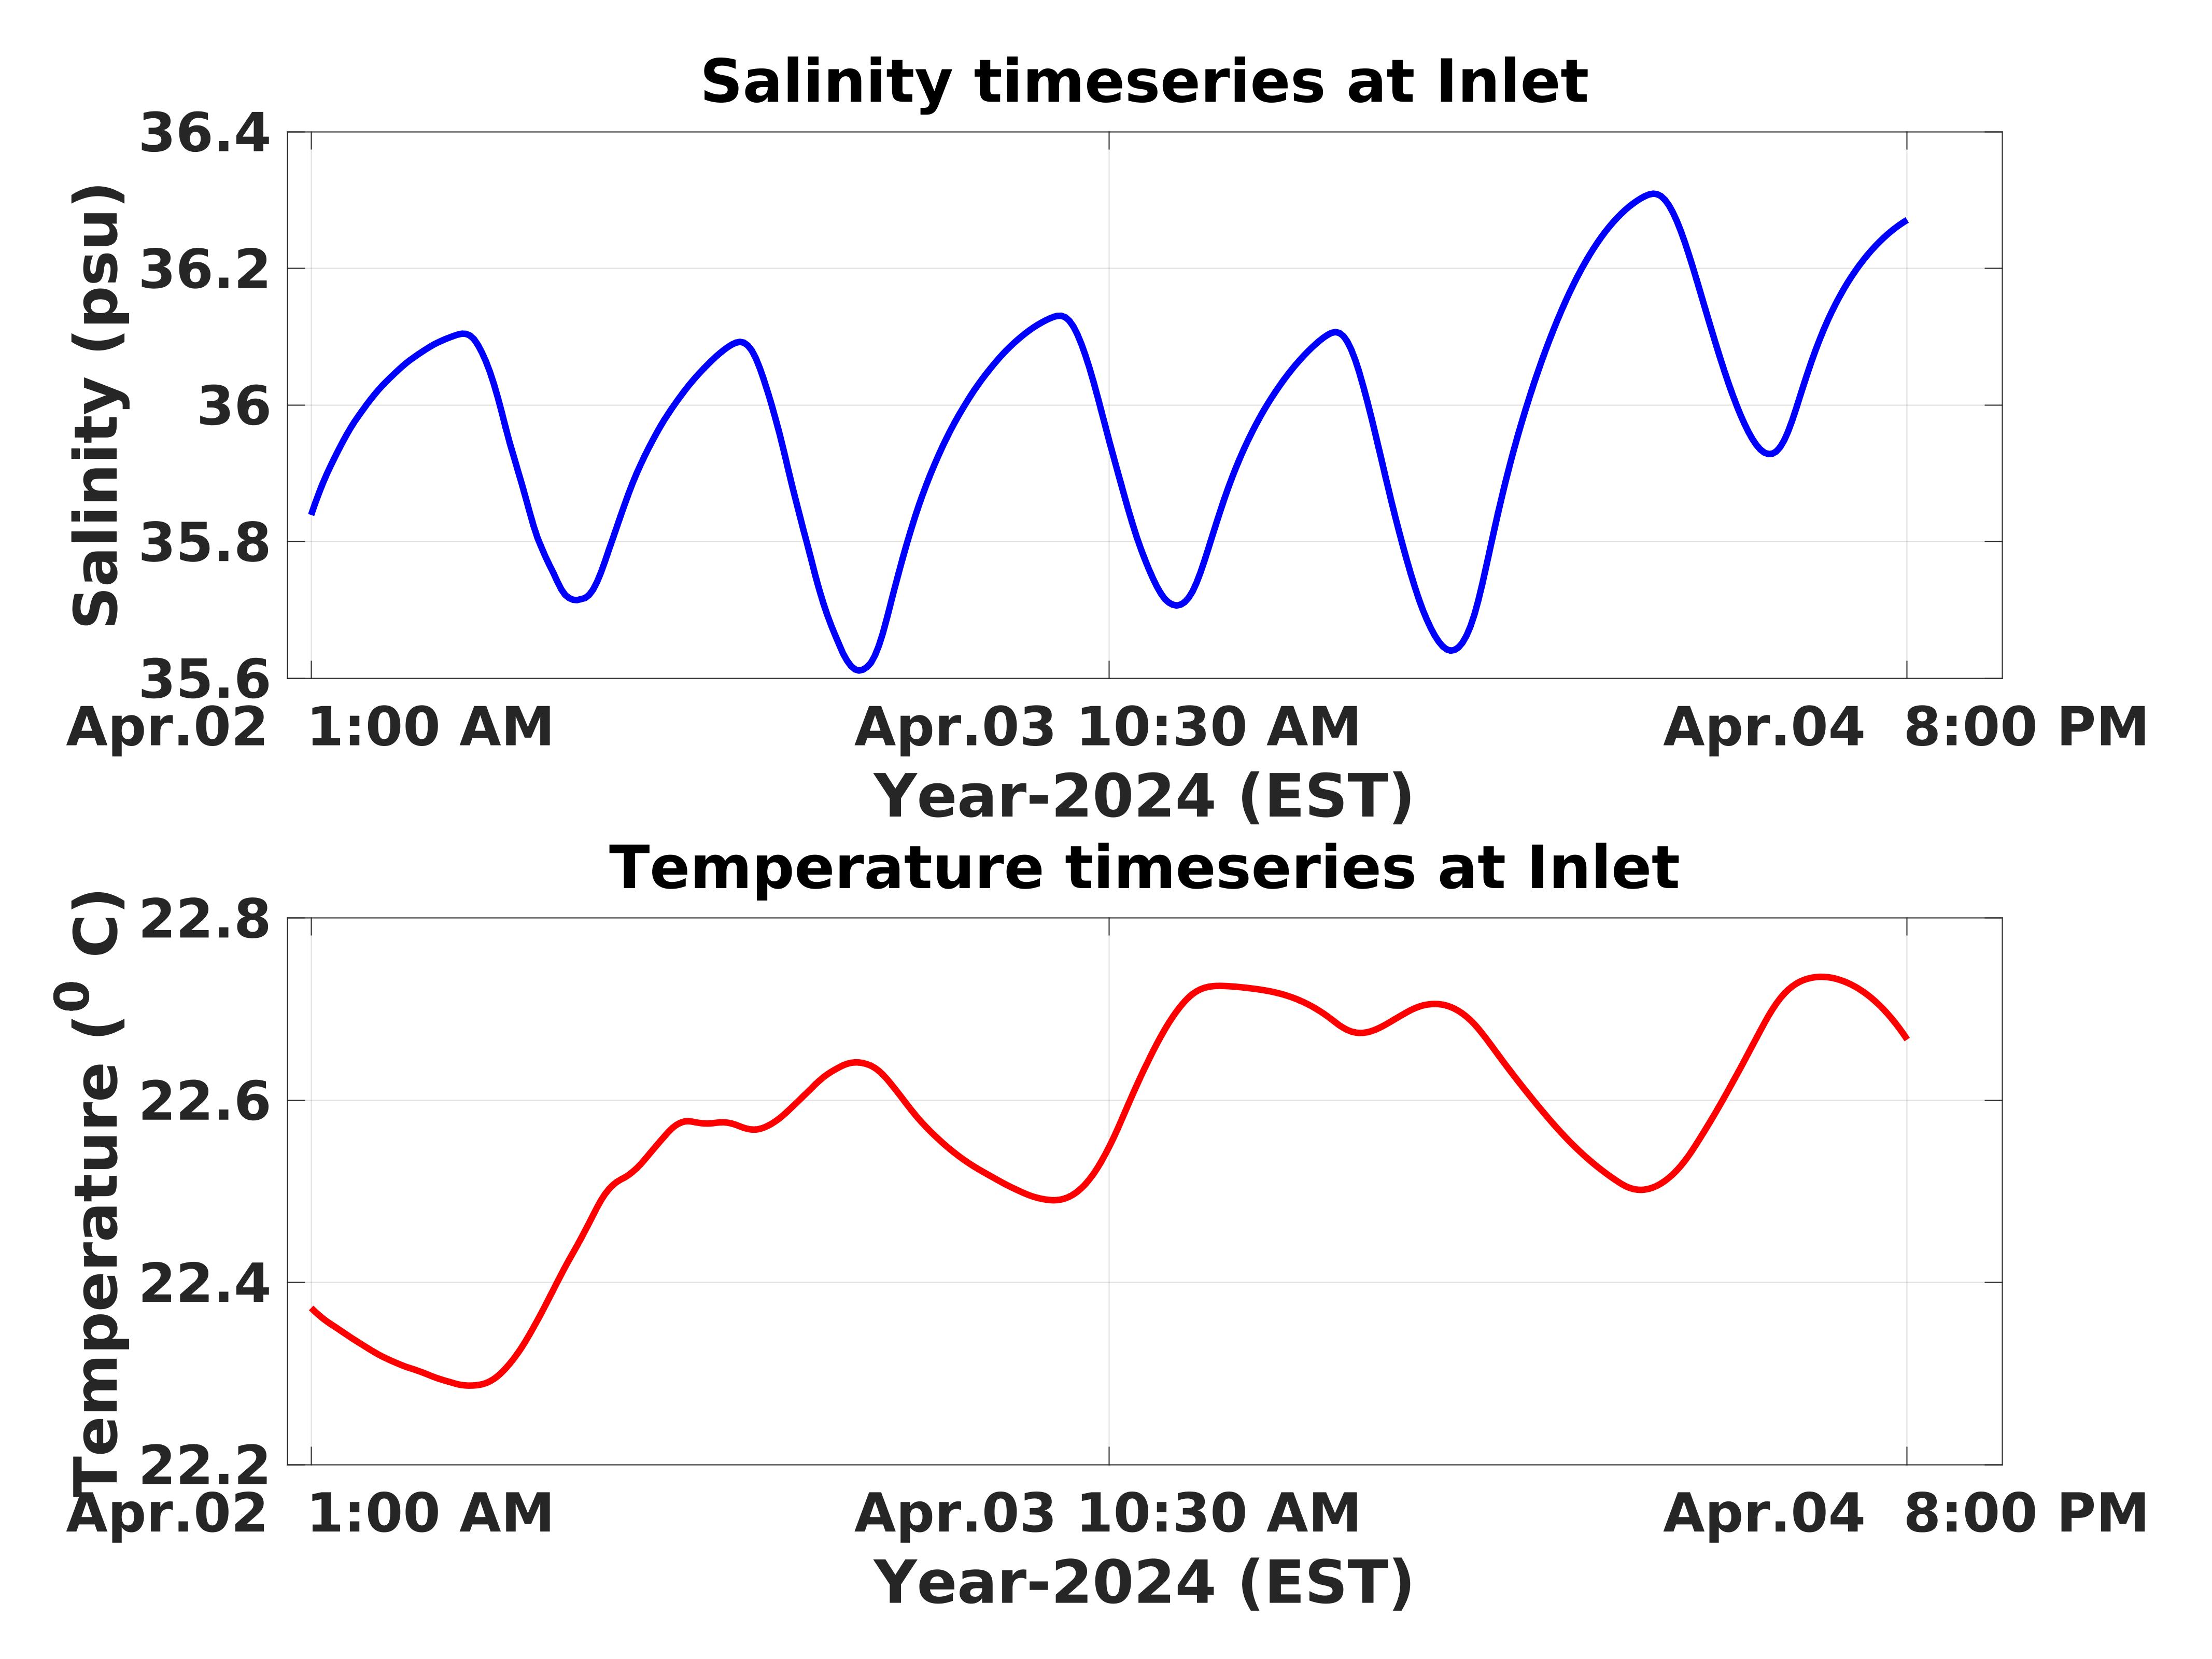 Salinity timeseries at Inlet
Salinity (psu)
36.4
36.2
36
35.8
35.6
Apr.02 1:00 AM Apr.03 10:30 AM Apr.04 8:00 PM
Year-2024 (EST)
Temperature timeseries at Inlet
Temperature (⁰ C)
22.8
22.6
22.4
22.2
Apr.02 1:00 AM Apr.03 10:30 AM Apr.04 8:00 PM
Year-2024 (EST)